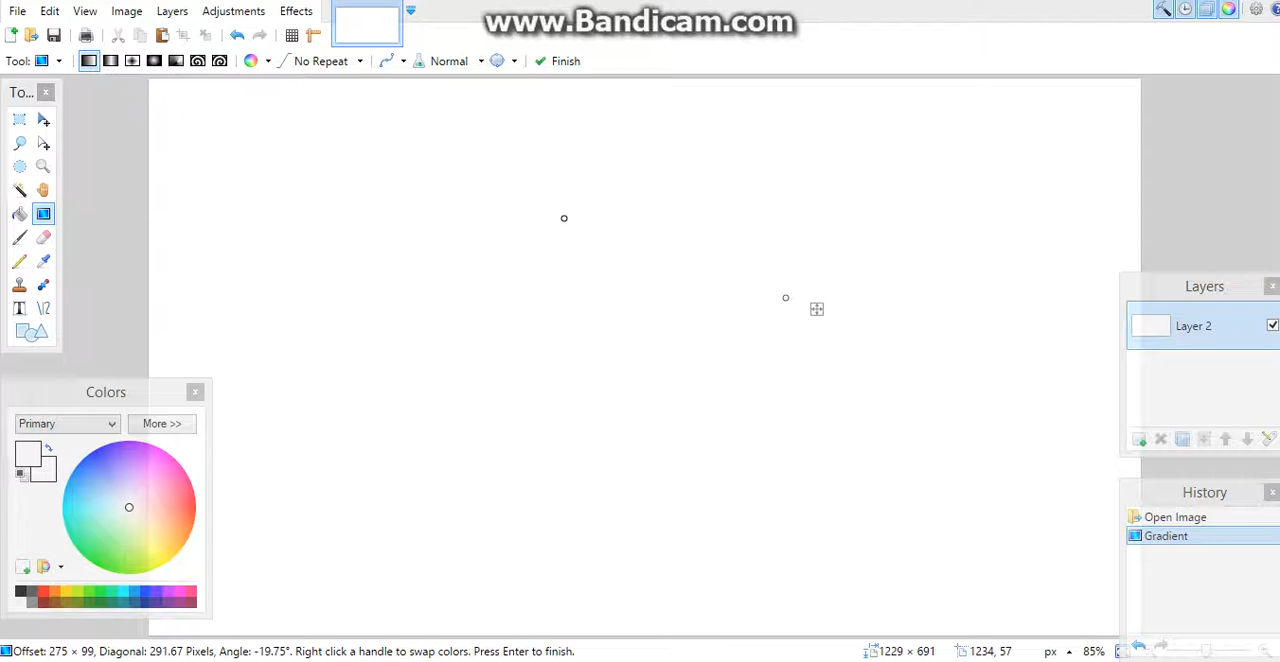 File Edit View Image Layers Adjustments Effects
www.Bandicam.com
Tool: No Repeat Normal Finish
To...
Layers
Layer 2
Colors
Primary More >>
History
Open Image
Gradient
Offset: 275 × 99, Diagonal: 291.67 Pixels, Angle: -19.75°. Right click a handle to swap colors. Press Enter to finish. 1229 × 691 1234, 57 px 85%